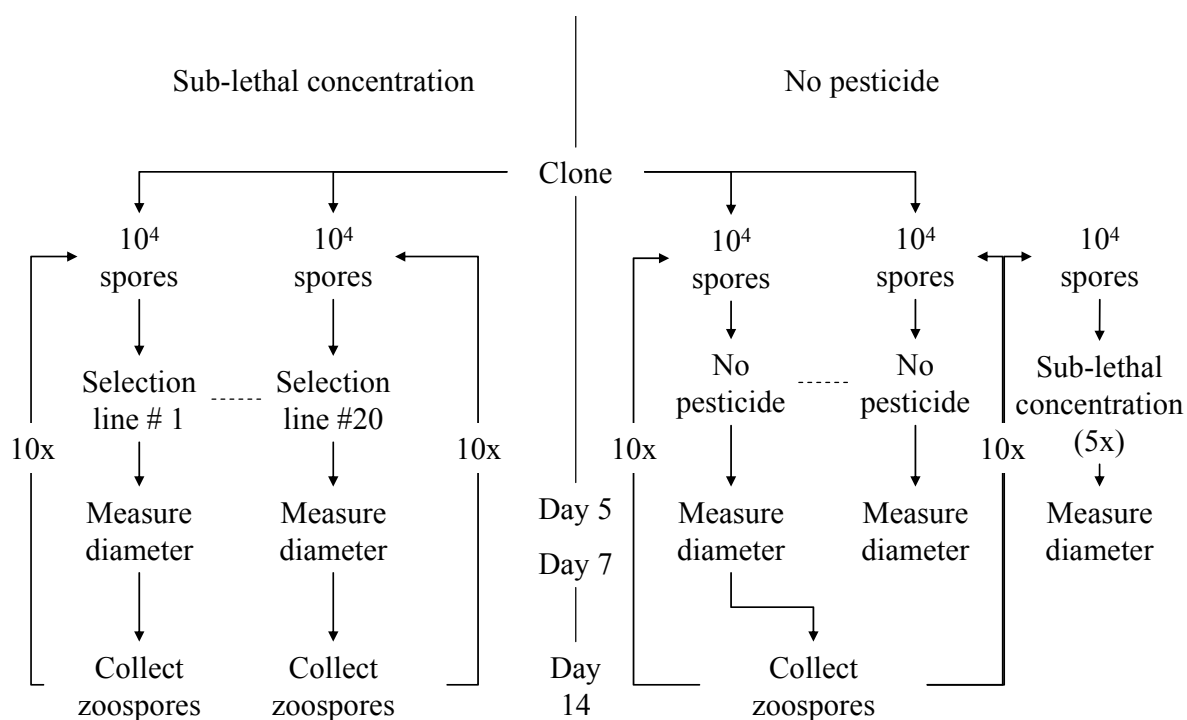 Sub-lethal concentration
No pesticide
Clone
10⁴
spores
10⁴
spores
10⁴
spores
10⁴
spores
10⁴
spores
Selection
line # 1
Selection
line #20
No
pesticide
No
pesticide
Sub-lethal
concentration
(5x)
10x
10x
10x
10x
Measure
diameter
Measure
diameter
Day 5
Day 7
Measure
diameter
Measure
diameter
Measure
diameter
Collect
zoospores
Collect
zoospores
Day
14
Collect
zoospores